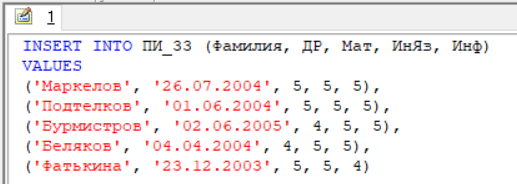 1
INSERT INTO ПИ_33 (Фамилия, ДР, Мат, ИнЯз, Инф)
VALUES
('Маркелов', '26.07.2004', 5, 5, 5),
('Подтелков', '01.06.2004', 5, 5, 5),
('Бурмистров', '02.06.2005', 4, 5, 5),
('Беляков', '04.04.2004', 4, 5, 5),
('Фатькина', '23.12.2003', 5, 5, 4)